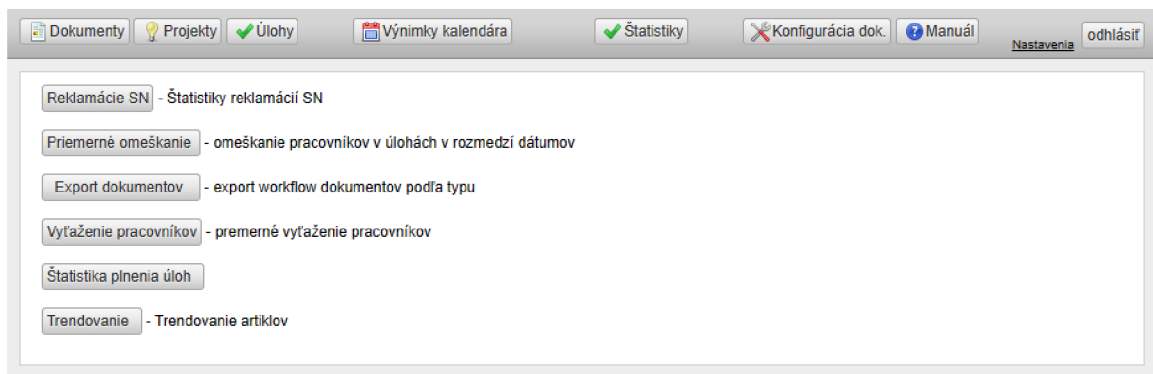 Dokumenty Projekty Úlohy Výnimky kalendára Štatistiky Konfigurácia dok. Manuál Nastavenia odhlásiť
Reklamácie SN - Štatistiky reklamácií SN
Priemerné omeškanie - omeškanie pracovníkov v úlohách v rozmedzí dátumov
Export dokumentov - export workflow dokumentov podľa typu
Vyťaženie pracovníkov - premerné vyťaženie pracovníkov
Štatistika plnenia úloh
Trendovanie - Trendovanie artiklov